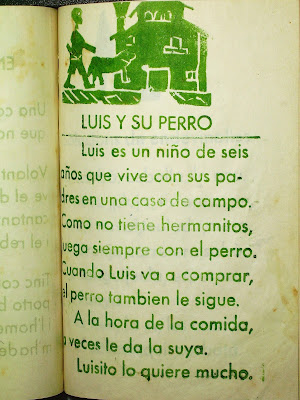 LUIS Y SU PERRO
Luis es un niño de seis
años que vive con sus pa-
dres en una casa de campo.
Como no tiene hermanitos,
juega siempre con el perro.
Cuando Luis va a comprar,
el perro tambien le sigue.
A la hora de la comida,
a veces le da la suya.
Luisito lo quiere mucho.